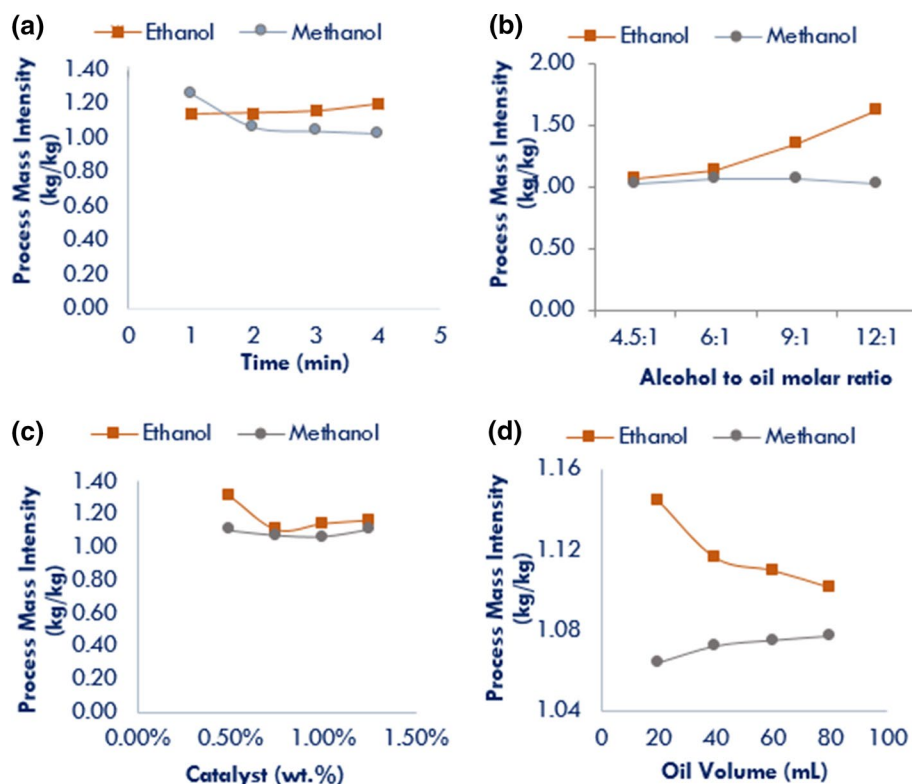 (a)
Ethanol Methanol
Process Mass Intensity
(kg/kg)
1.40
1.20
1.00
0.80
0.60
0.40
0.20
0.00
0 1 2 3 4 5
Time (min)
(b)
Ethanol Methanol
Process Mass Intensity
(kg/kg)
2.00
1.50
1.00
0.50
0.00
4.5:1 6:1 9:1 12:1
Alcohol to oil molar ratio
(c)
Ethanol Methanol
Process Mass Intensity
(kg/kg)
1.40
1.20
1.00
0.80
0.60
0.40
0.20
0.00
0.00% 0.50% 1.00% 1.50%
Catalyst (wt.%)
(d)
Ethanol Methanol
Process Mass Intensity
(kg/kg)
1.16
1.12
1.08
1.04
0 20 40 60 80 100
Oil Volume (mL)